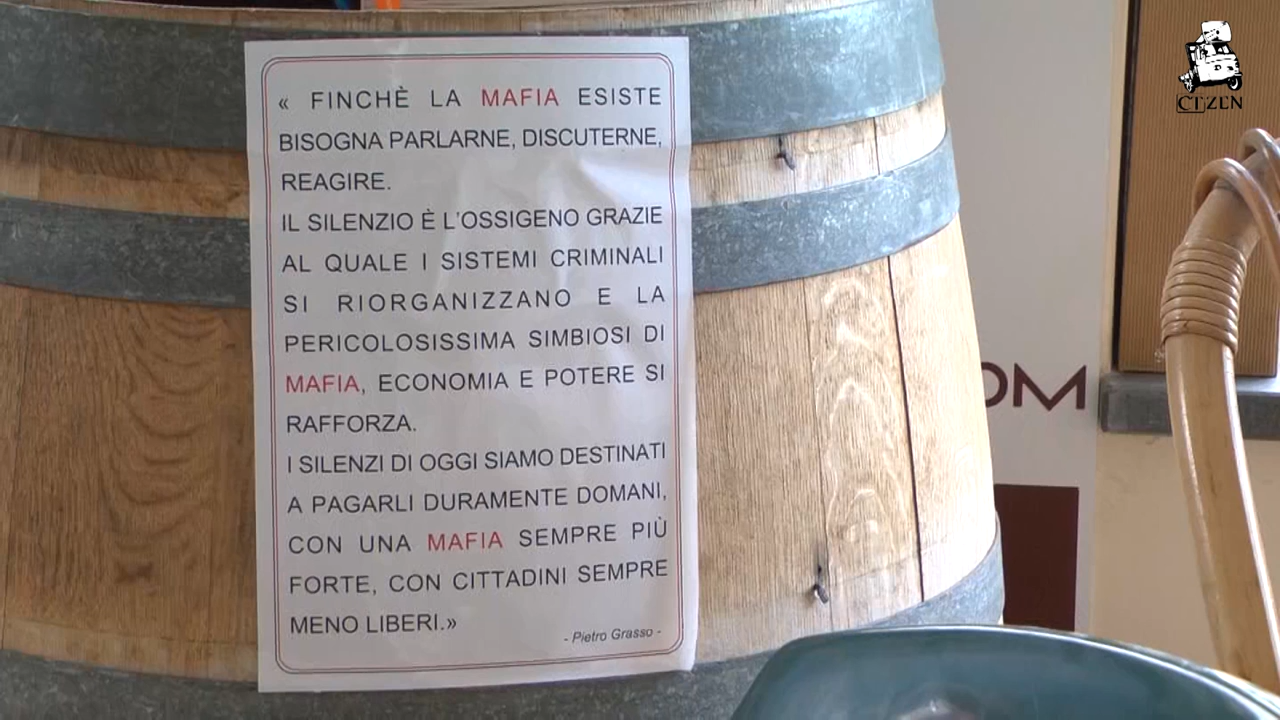 « FINCHÈ LA MAFIA ESISTE
BISOGNA PARLARNE, DISCUTERNE,
REAGIRE.
IL SILENZIO È L'OSSIGENO GRAZIE
AL QUALE I SISTEMI CRIMINALI
SI RIORGANIZZANO E LA
PERICOLOSISSIMA SIMBIOSI DI
MAFIA, ECONOMIA E POTERE SI
RAFFORZA.
I SILENZI DI OGGI SIAMO DESTINATI
A PAGARLI DURAMENTE DOMANI,
CON UNA MAFIA SEMPRE PIÙ
FORTE, CON CITTADINI SEMPRE
MENO LIBERI.»
- Pietro Grasso -
CTZEN
OM